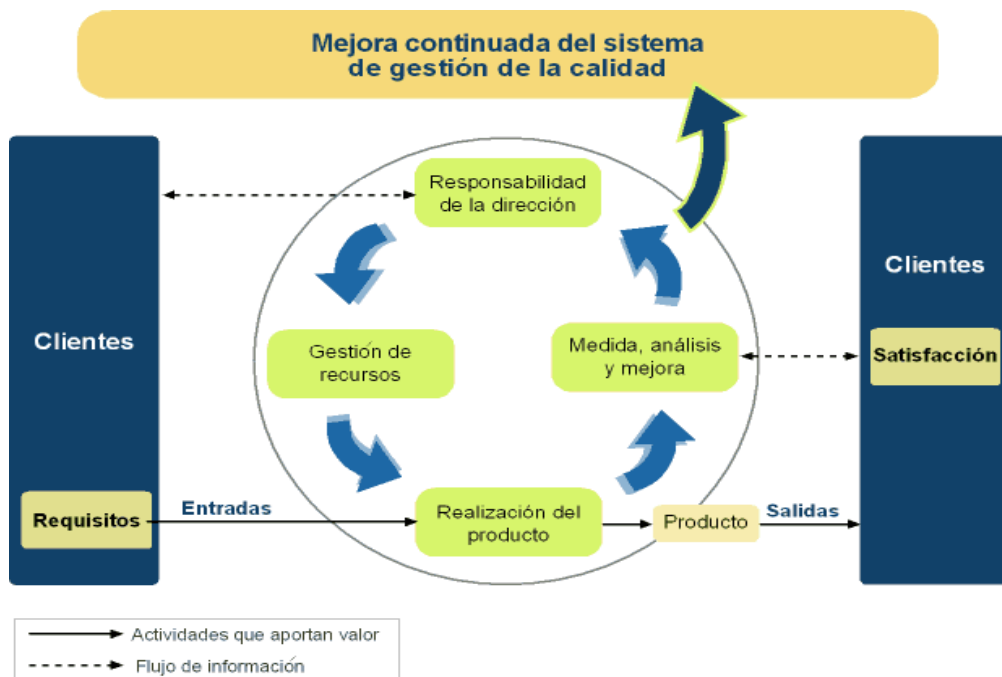 Mejora continuada del sistema
de gestión de la calidad
Responsabilidad
de la dirección
Clientes
Clientes
Gestión de
recursos
Medida, análisis
y mejora
Satisfacción
Requisitos
Entradas
Realización del
producto
Producto
Salidas
Actividades que aportan valor
Flujo de información